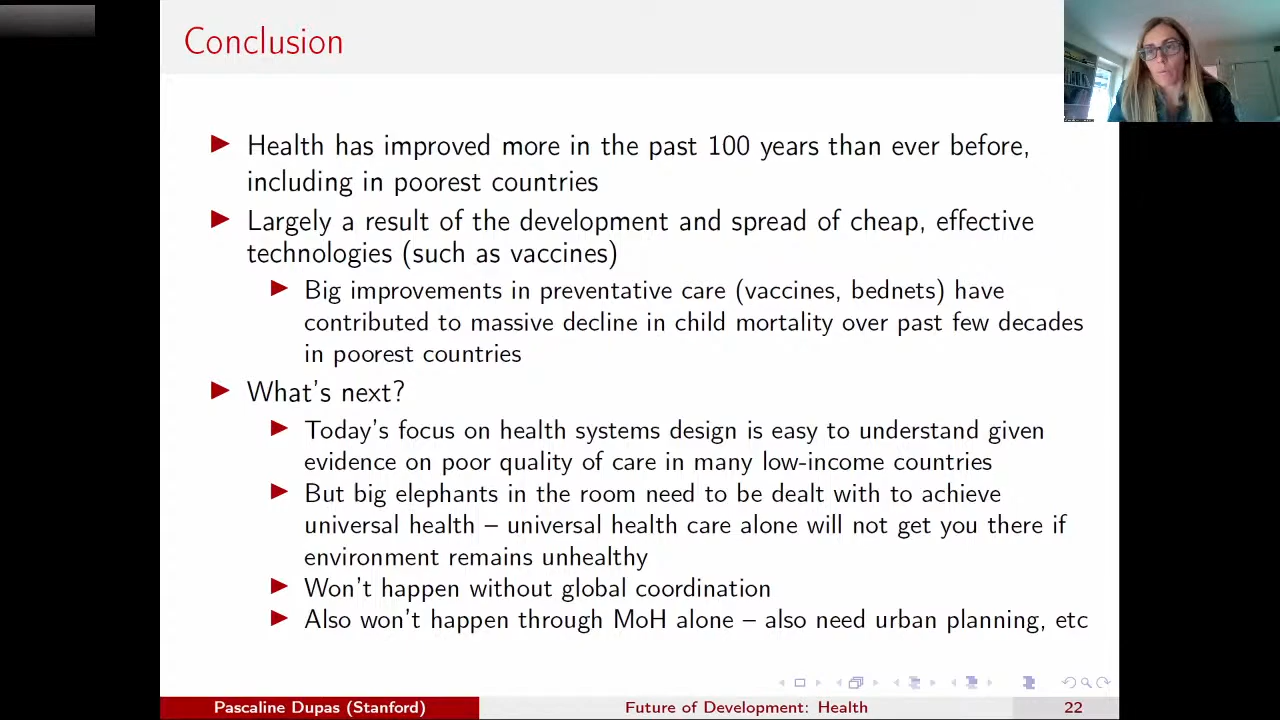 Conclusion
Health has improved more in the past 100 years than ever before,
including in poorest countries
Largely a result of the development and spread of cheap, effective
technologies (such as vaccines)
Big improvements in preventative care (vaccines, bednets) have
contributed to massive decline in child mortality over past few decades
in poorest countries
What's next?
Today's focus on health systems design is easy to understand given
evidence on poor quality of care in many low-income countries
But big elephants in the room need to be dealt with to achieve
universal health – universal health care alone will not get you there if
environment remains unhealthy
Won't happen without global coordination
Also won't happen through MoH alone – also need urban planning, etc
Pascaline Dupas (Stanford)
Future of Development: Health
22